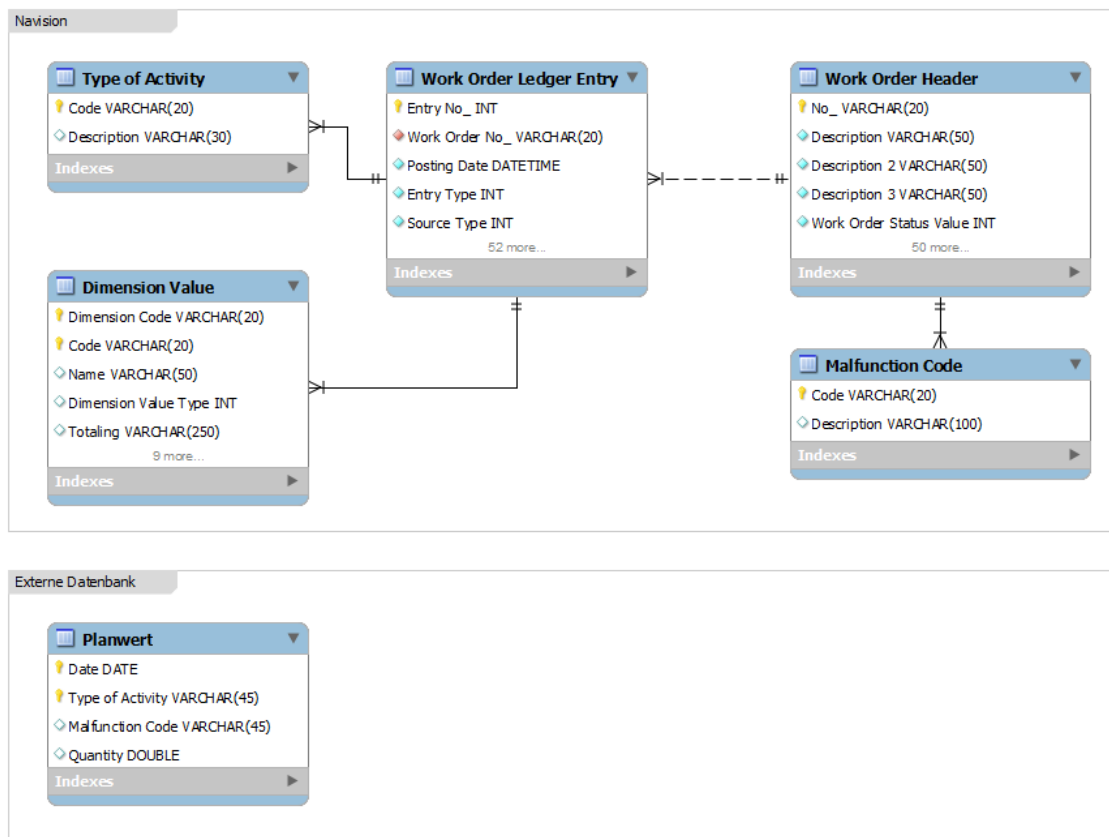 Navision
Type of Activity
Code VARCHAR(20)
Description VARCHAR(30)
Indexes
Work Order Ledger Entry
Entry No_ INT
Work Order No_ VARCHAR(20)
Posting Date DATETIME
Entry Type INT
Source Type INT
52 more...
Indexes
Work Order Header
No_ VARCHAR(20)
Description VARCHAR(50)
Description 2 VARCHAR(50)
Description 3 VARCHAR(50)
Work Order Status Value INT
50 more...
Indexes
Dimension Value
Dimension Code VARCHAR(20)
Code VARCHAR(20)
Name VARCHAR(50)
Dimension Value Type INT
Totaling VARCHAR(250)
9 more...
Indexes
Malfunction Code
Code VARCHAR(20)
Description VARCHAR(100)
Indexes
Externe Datenbank
Planwert
Date DATE
Type of Activity VARCHAR(45)
Malfunction Code VARCHAR(45)
Quantity DOUBLE
Indexes